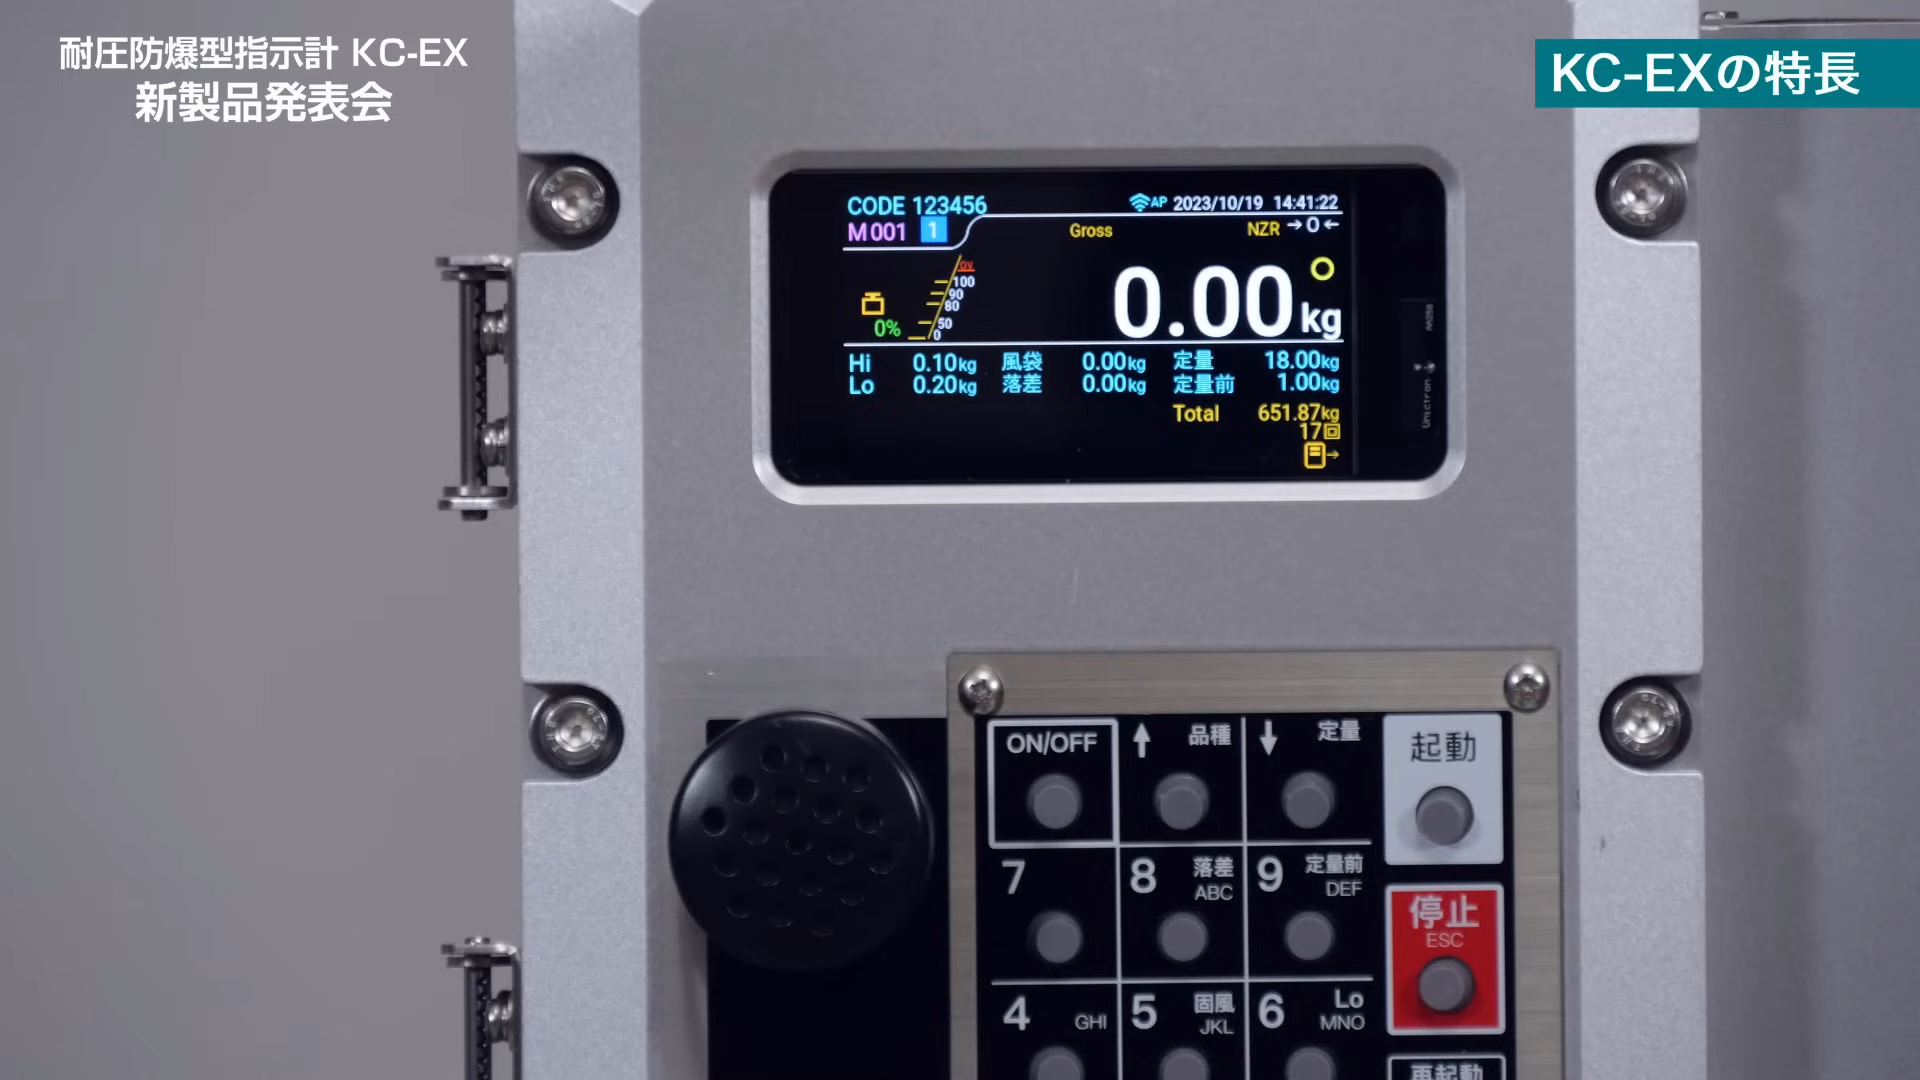 耐圧防爆型指示計 KC-EX
新製品発表会
KC-EXの特長
CODE 123456
AP 2023/10/19 14:41:22
M001 1
Gross
NZR →0←
OV
100
90
80
50
0
0%
0.00kg
Hi 0.10kg 風袋 0.00kg 定量 18.00kg
Lo 0.20kg 落差 0.00kg 定量前 1.00kg
Total 651.87kg
17回
Unictron
ON/OFF
↑ 品種
↓ 定量
起動
7
8 落差
ABC
9 定量前
DEF
停止
ESC
4 GHI
5 固風
JKL
6 Lo
MNO
再起動